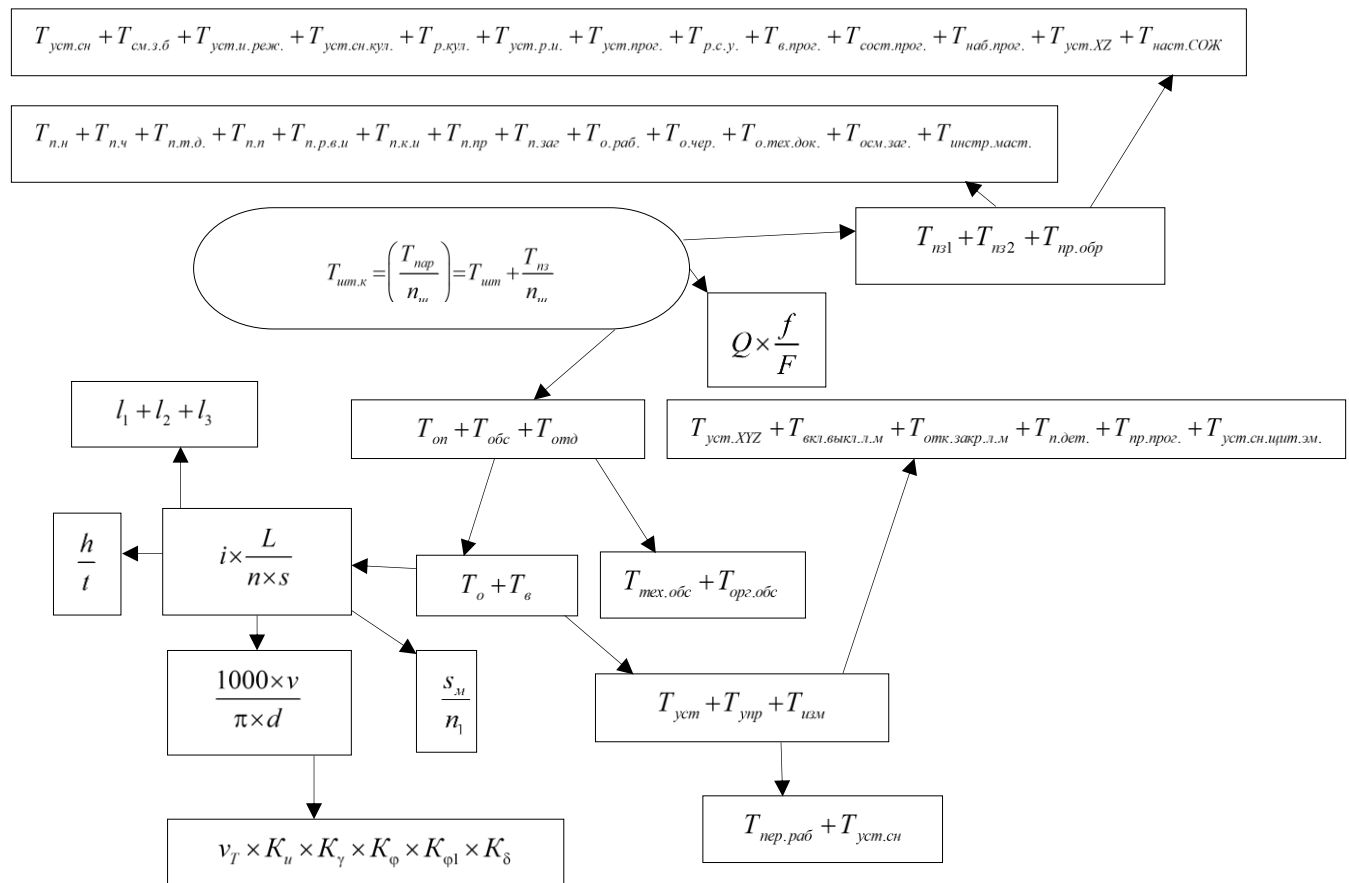 T_{уст.сн} + T_{см.з.б} + T_{уст.и.реж.} + T_{уст.сн.кул.} + T_{р.кул.} + T_{уст.р.и.} + T_{уст.прог.} + T_{р.с.у.} + T_{в.прог.} + T_{сост.прог.} + T_{наб.прог.} + T_{уст.XZ} + T_{наст.СОЖ}
T_{п.н} + T_{п.ч} + T_{п.т.д.} + T_{п.п} + T_{п.р.в.и} + T_{п.к.и} + T_{п.пр} + T_{п.заг} + T_{о.раб.} + T_{о.чер.} + T_{о.тех.док.} + T_{осм.заг.} + T_{инстр.маст.}
T_{шт.к} = (T_{пар} / n_{ш}) = T_{шт} + T_{пз} / n_{ш}
T_{пз1} + T_{пз2} + T_{пр.обр}
Q × f / F
l_1 + l_2 + l_3
T_{оп} + T_{обс} + T_{отд}
T_{уст.XYZ} + T_{вкл.выкл.л.м} + T_{отк.закр.л.м} + T_{п.дет.} + T_{пр.прог.} + T_{уст.сн.щит.эм.}
h / t
i × L / n × s
T_о + T_в
T_{тех.обс} + T_{орг.обс}
1000 × v / π × d
s_м / n_1
T_{уст} + T_{упр} + T_{изм}
T_{пер.раб} + T_{уст.сн}
v_T × K_и × K_γ × K_φ × K_{φ1} × K_δ